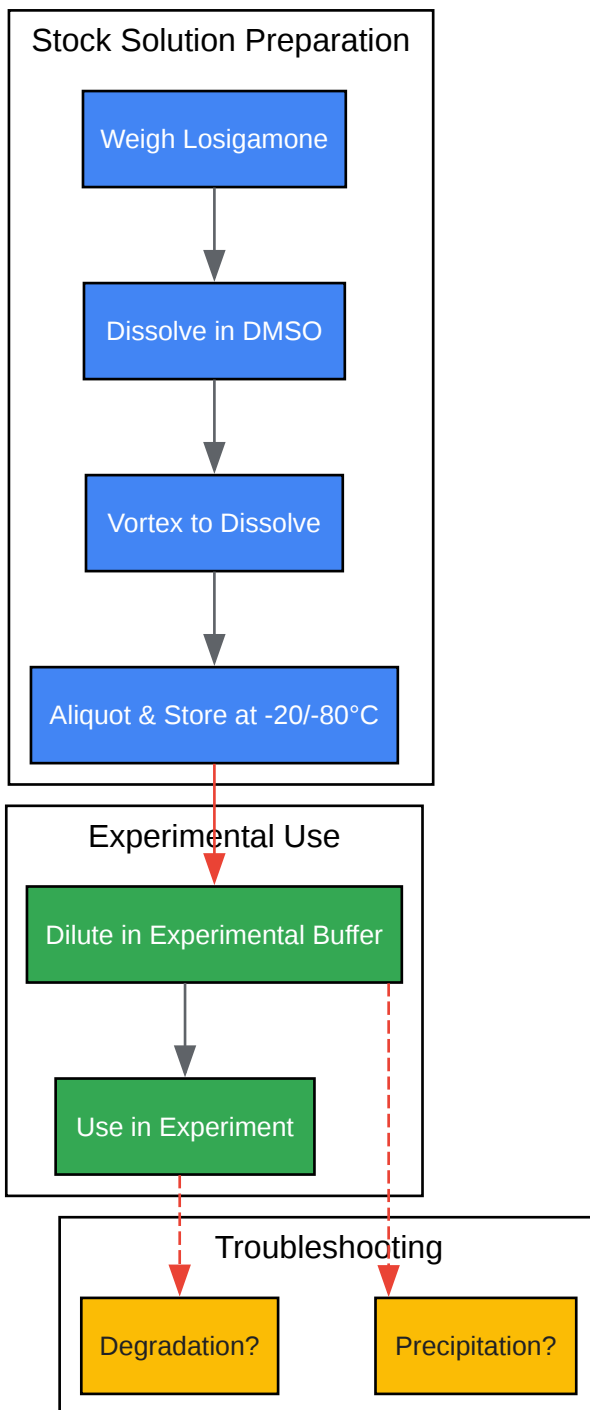 Stock Solution Preparation
Weigh Losigamone
Dissolve in DMSO
Vortex to Dissolve
Aliquot & Store at -20/-80°C
Experimental Use
Dilute in Experimental Buffer
Use in Experiment
Troubleshooting
Degradation?
Precipitation?